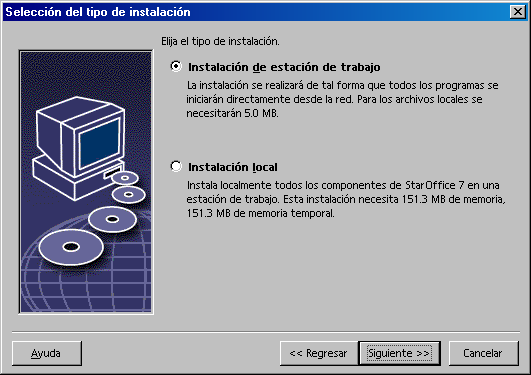 Selección del tipo de instalación
Elija el tipo de instalación.
Instalación de estación de trabajo
La instalación se realizará de tal forma que todos los programas se
iniciarán directamente desde la red. Para los archivos locales se
necesitarán 5.0 MB.
Instalación local
Instala localmente todos los componentes de StarOffice 7 en una
estación de trabajo. Esta instalación necesita 151.3 MB de memoria,
151.3 MB de memoria temporal.
Ayuda
<< Regresar
Siguiente >>
Cancelar